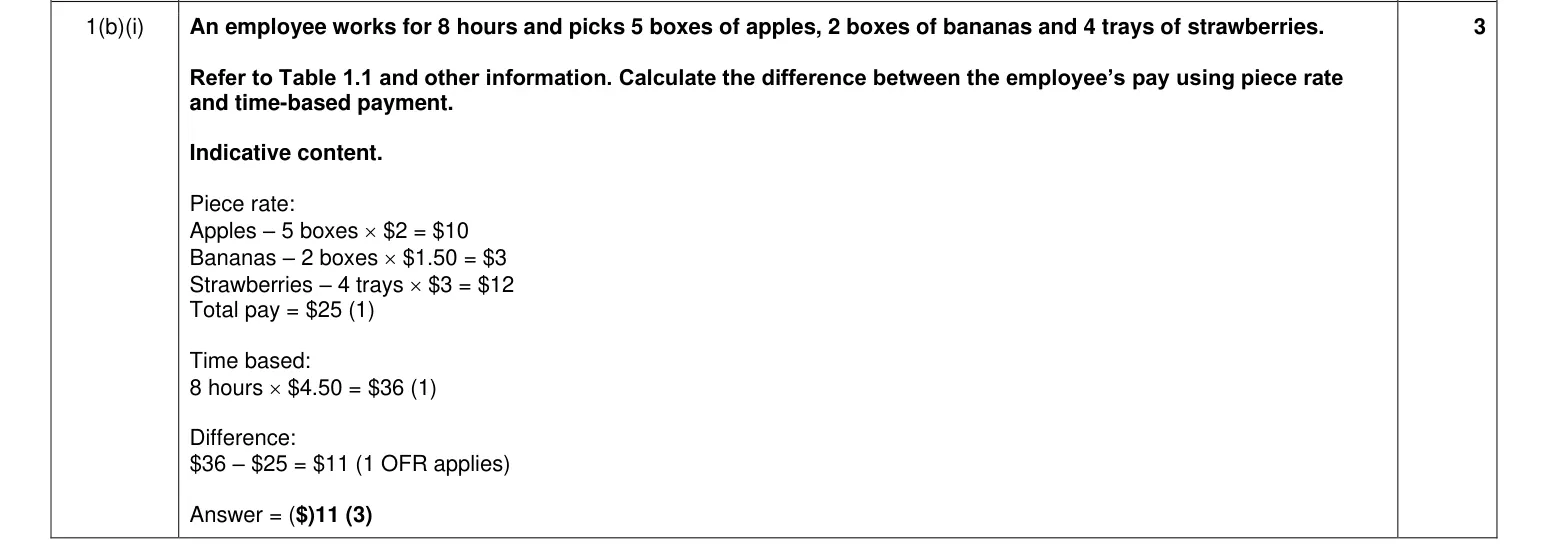 1(b)(i)
An employee works for 8 hours and picks 5 boxes of apples, 2 boxes of bananas and 4 trays of strawberries.
3
Refer to Table 1.1 and other information. Calculate the difference between the employee’s pay using piece rate
and time-based payment.
Indicative content.
Piece rate:
Apples – 5 boxes × $2 = $10
Bananas – 2 boxes × $1.50 = $3
Strawberries – 4 trays × $3 = $12
Total pay = $25 (1)
Time based:
8 hours × $4.50 = $36 (1)
Difference:
$36 – $25 = $11 (1 OFR applies)
Answer = ($)11 (3)